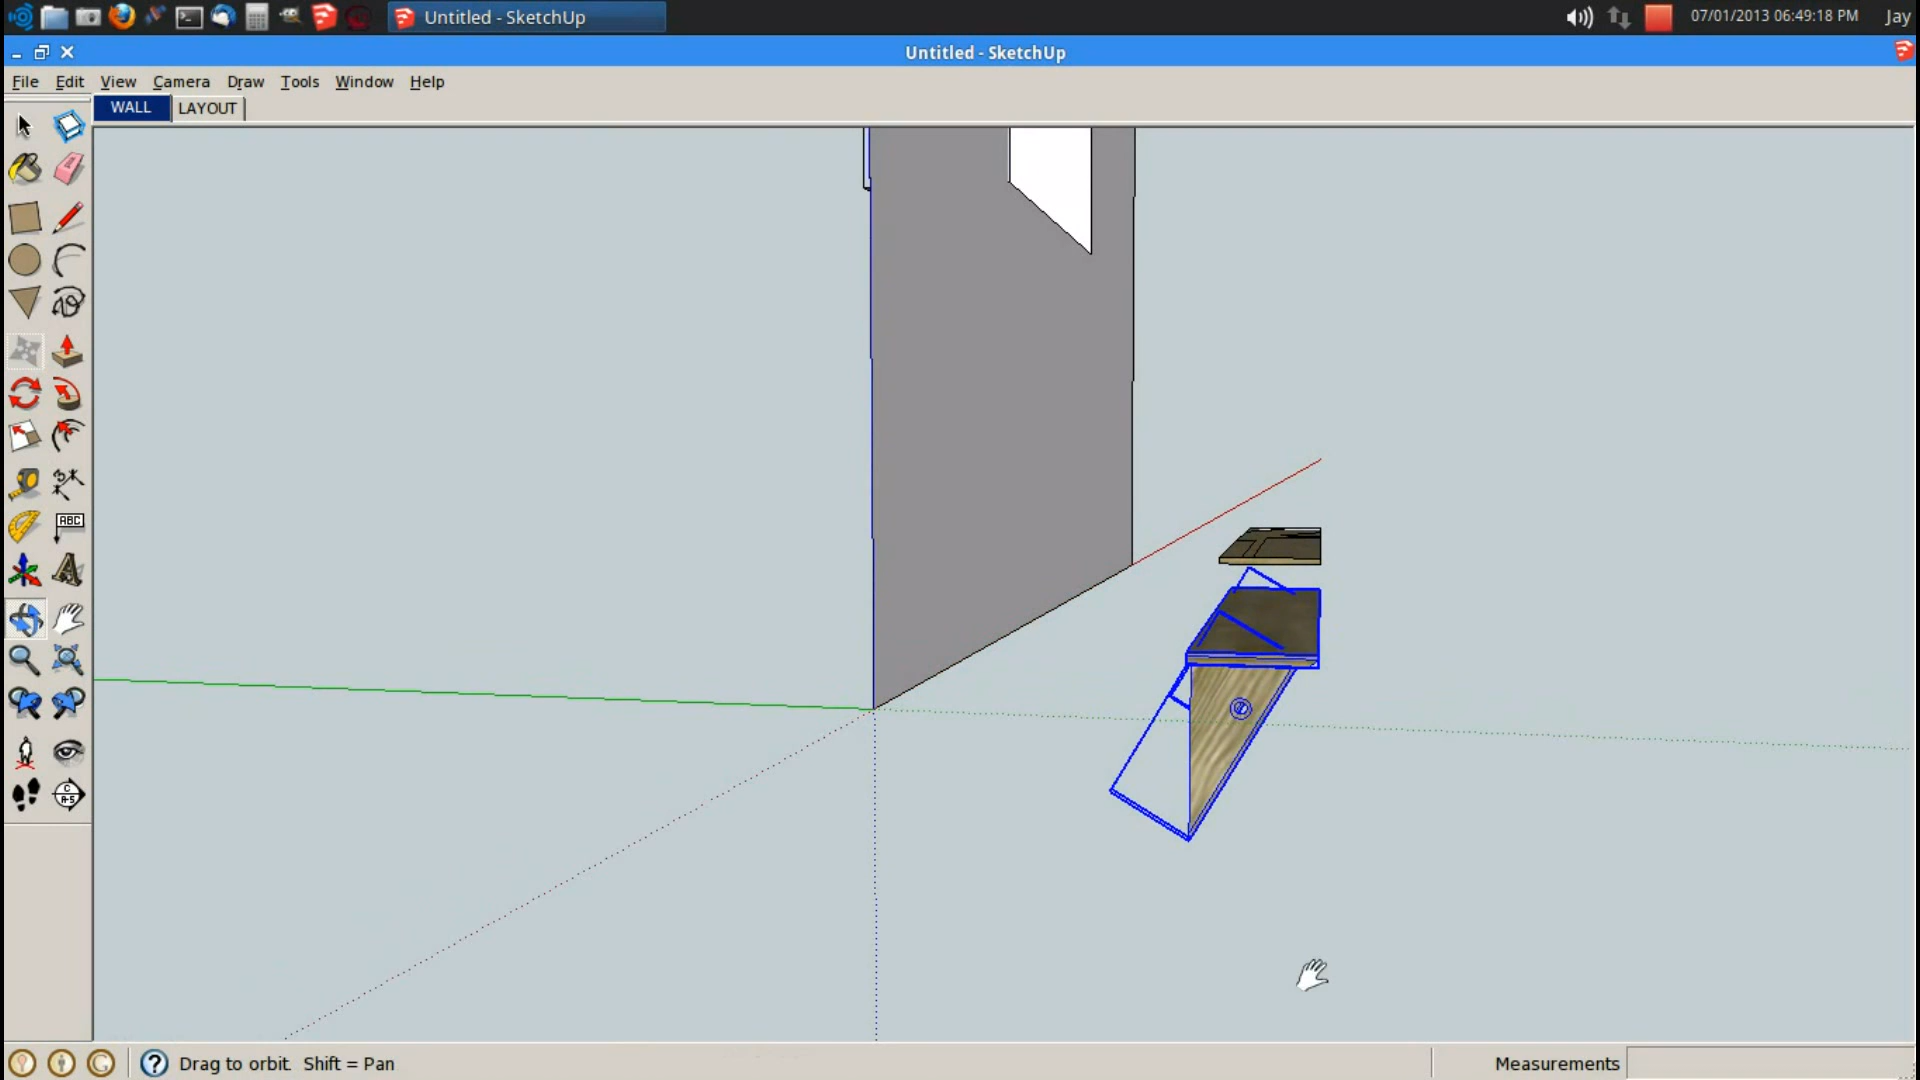 Untitled - SketchUp
07/01/2013 06:49:18 PM Jay
Untitled - SketchUp
File Edit View Camera Draw Tools Window Help
WALL LAYOUT
ABC
A
C
A-S
Drag to orbit. Shift = Pan
Measurements